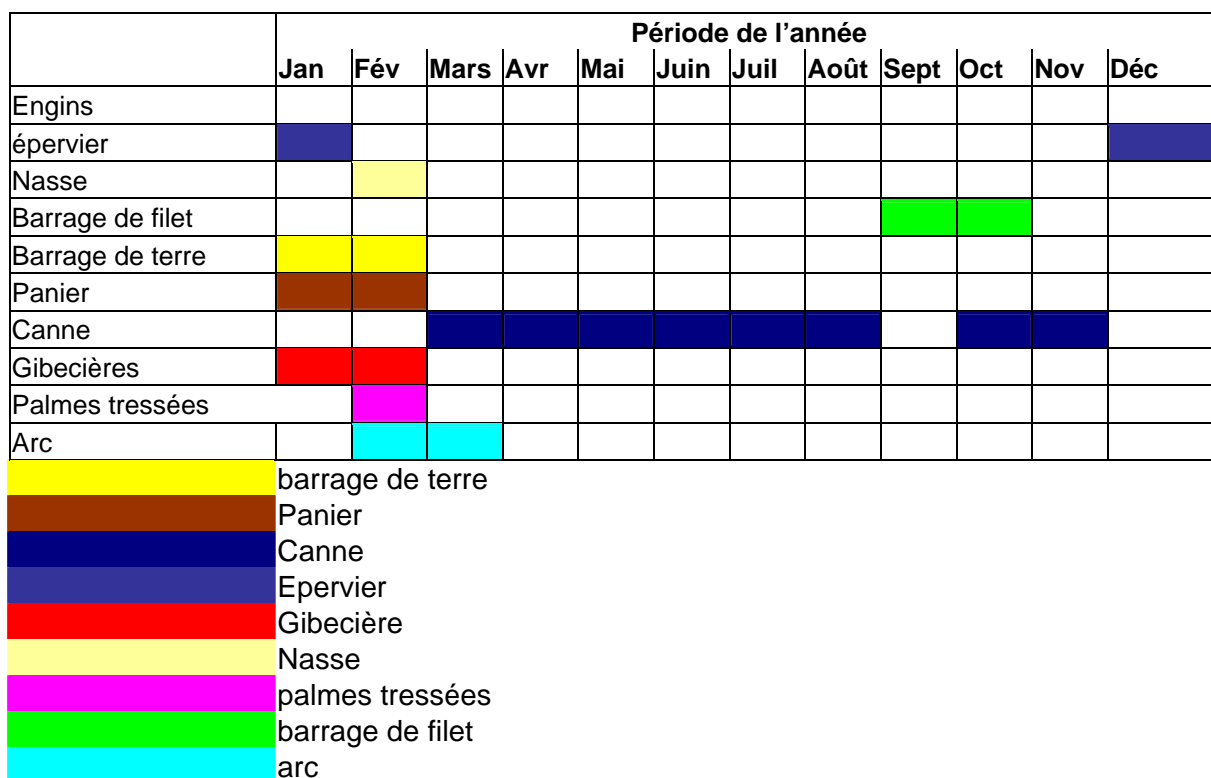 Période de l'année
Jan Fév Mars Avr Mai Juin Juil Août Sept Oct Nov Déc
Engins
épervier
Nasse
Barrage de filet
Barrage de terre
Panier
Canne
Gibecières
Palmes tressées
Arc
barrage de terre
Panier
Canne
Epervier
Gibecière
Nasse
palmes tressées
barrage de filet
arc